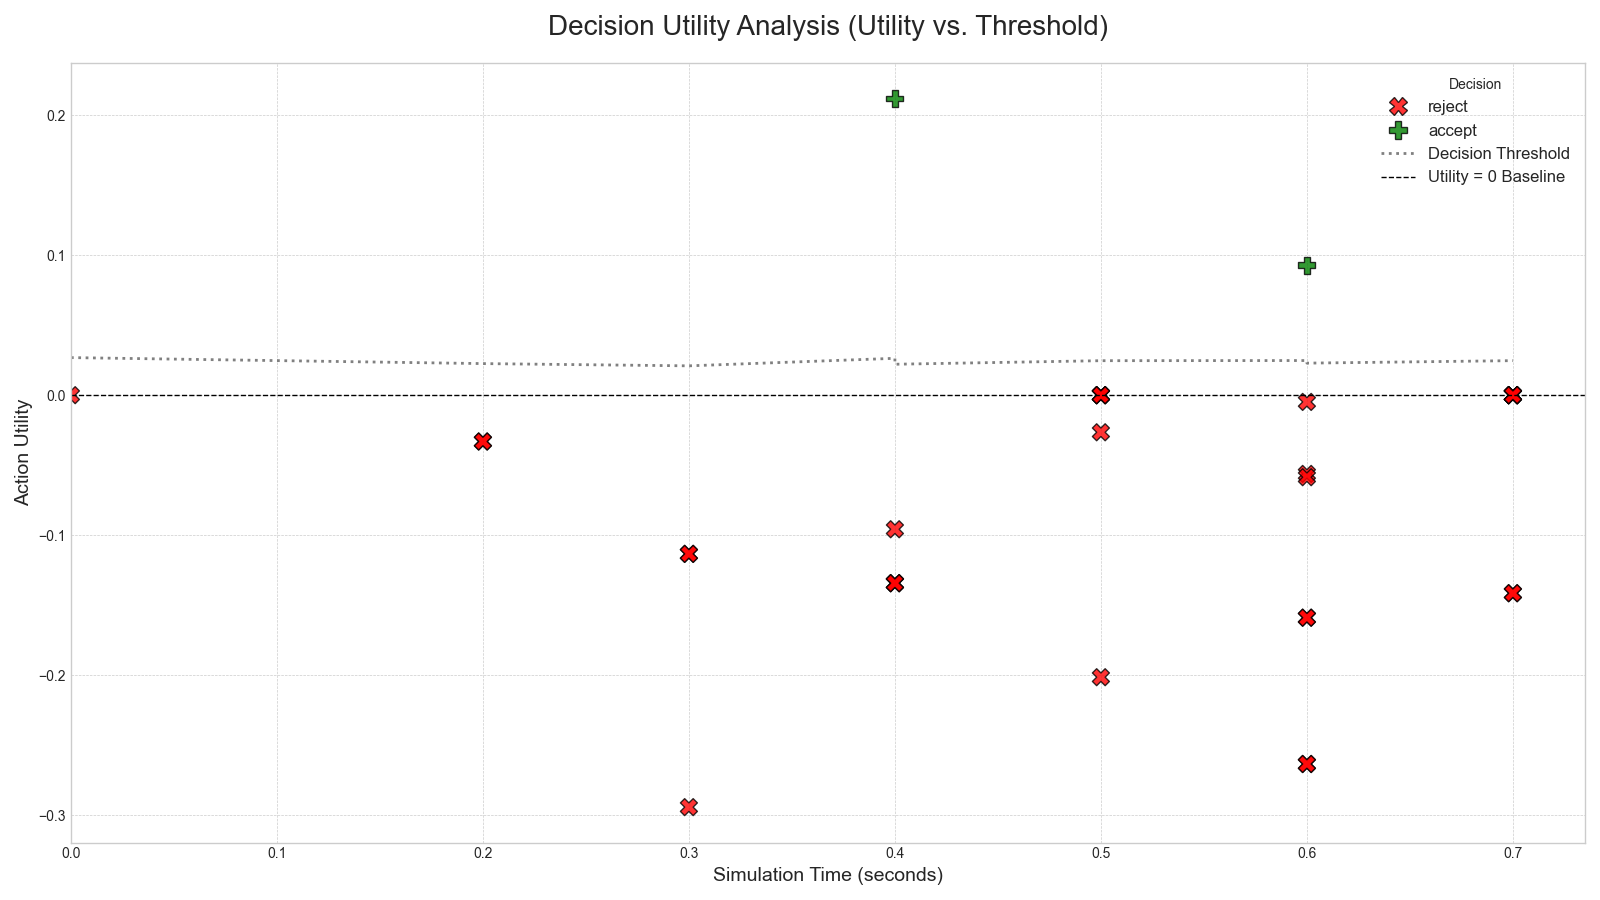 Decision Utility Analysis (Utility vs. Threshold)
Decision
reject
accept
Decision Threshold
Utility = 0 Baseline
Action Utility
0.2
0.1
0.0
−0.1
−0.2
−0.3
0.0 0.1 0.2 0.3 0.4 0.5 0.6 0.7
Simulation Time (seconds)